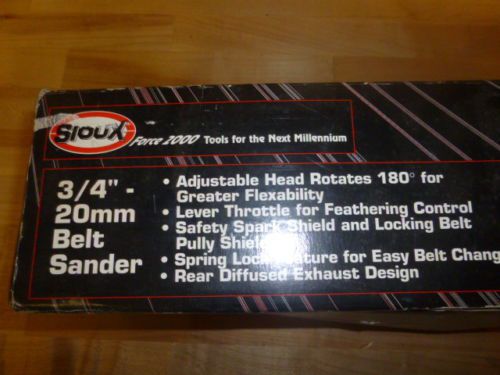 SIOUX
Force 2000 Tools for the Next Millennium
3/4" -
20mm
Belt
Sander
• Adjustable Head Rotates 180° for
Greater Flexability
• Lever Throttle for Feathering Control
• Safety Spark Shield and Locking Belt
Pully Shield
• Spring Lock Feature for Easy Belt Chang
• Rear Diffused Exhaust Design